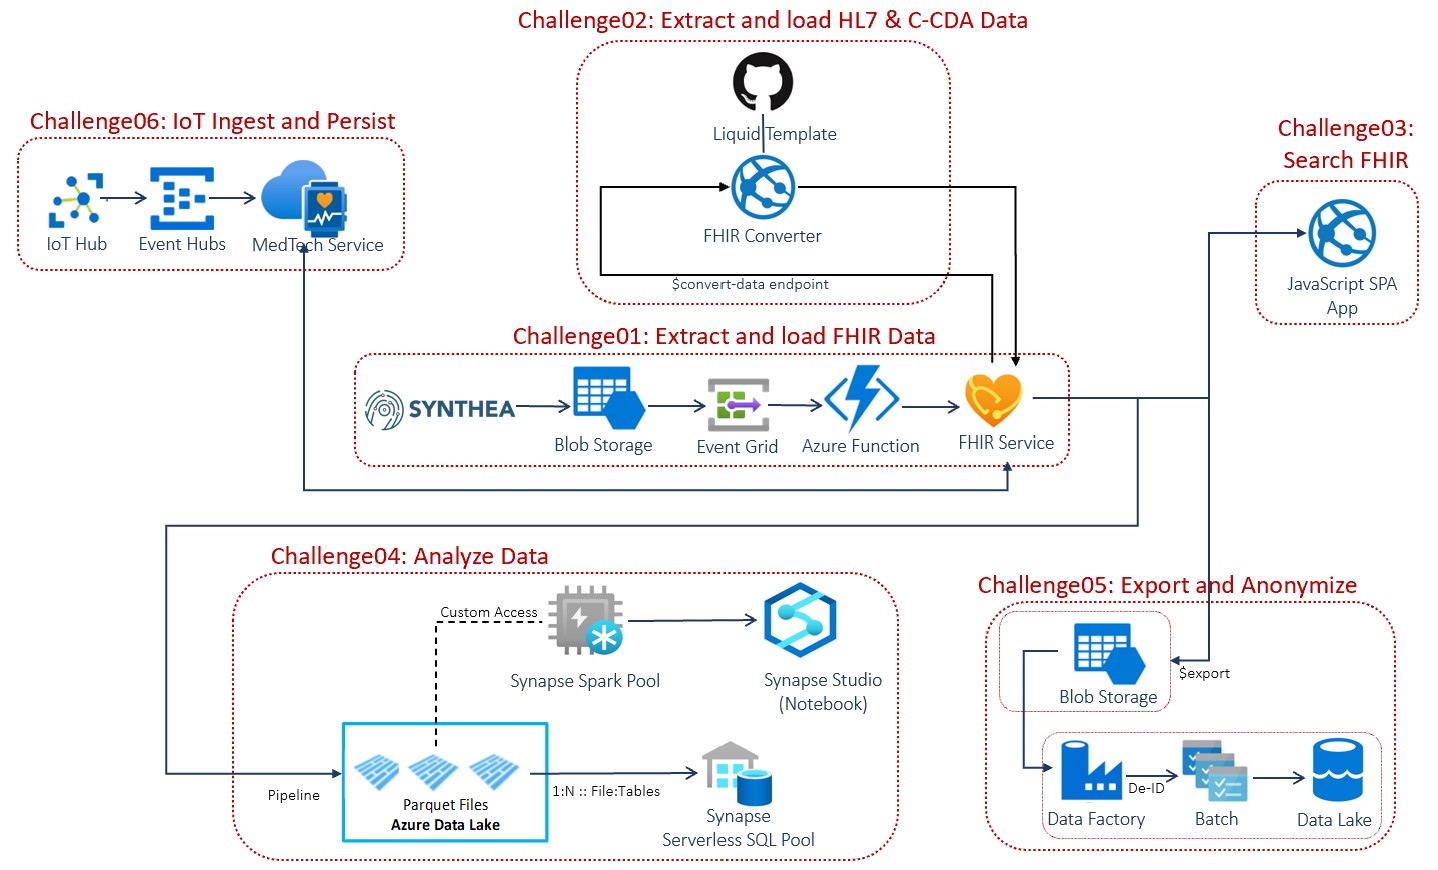 Challenge02: Extract and load HL7 & C-CDA Data
Liquid Template
FHIR Converter
$convert-data endpoint
Challenge06: IoT Ingest and Persist
IoT Hub
Event Hubs
MedTech Service
Challenge03:
Search FHIR
JavaScript SPA
App
Challenge01: Extract and load FHIR Data
SYNTHEA
Blob Storage
Event Grid
Azure Function
FHIR Service
Challenge04: Analyze Data
Custom Access
Synapse Spark Pool
Synapse Studio
(Notebook)
Pipeline
Parquet Files
Azure Data Lake
1:N :: File:Tables
Synapse
Serverless SQL Pool
Challenge05: Export and Anonymize
Blob Storage
$export
Data Factory
De-ID
Batch
Data Lake